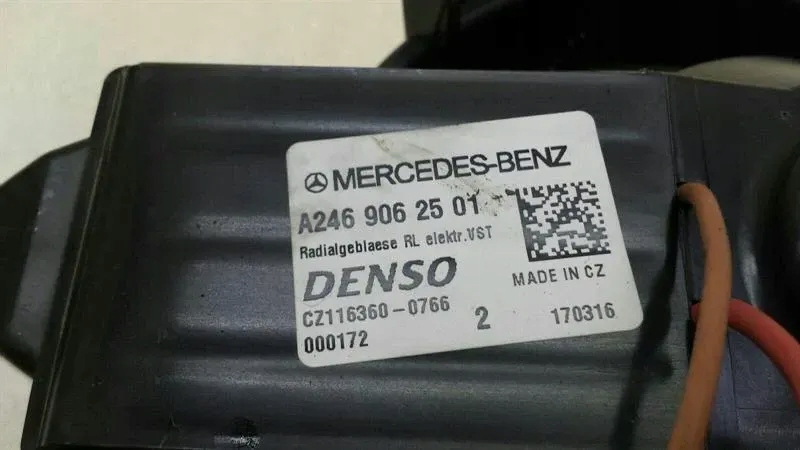 MERCEDES-BENZ
A246 906 25 01
Radialgeblaese RL elektr.VST
DENSO
MADE IN CZ
CZ116360-0766
2
170316
000172